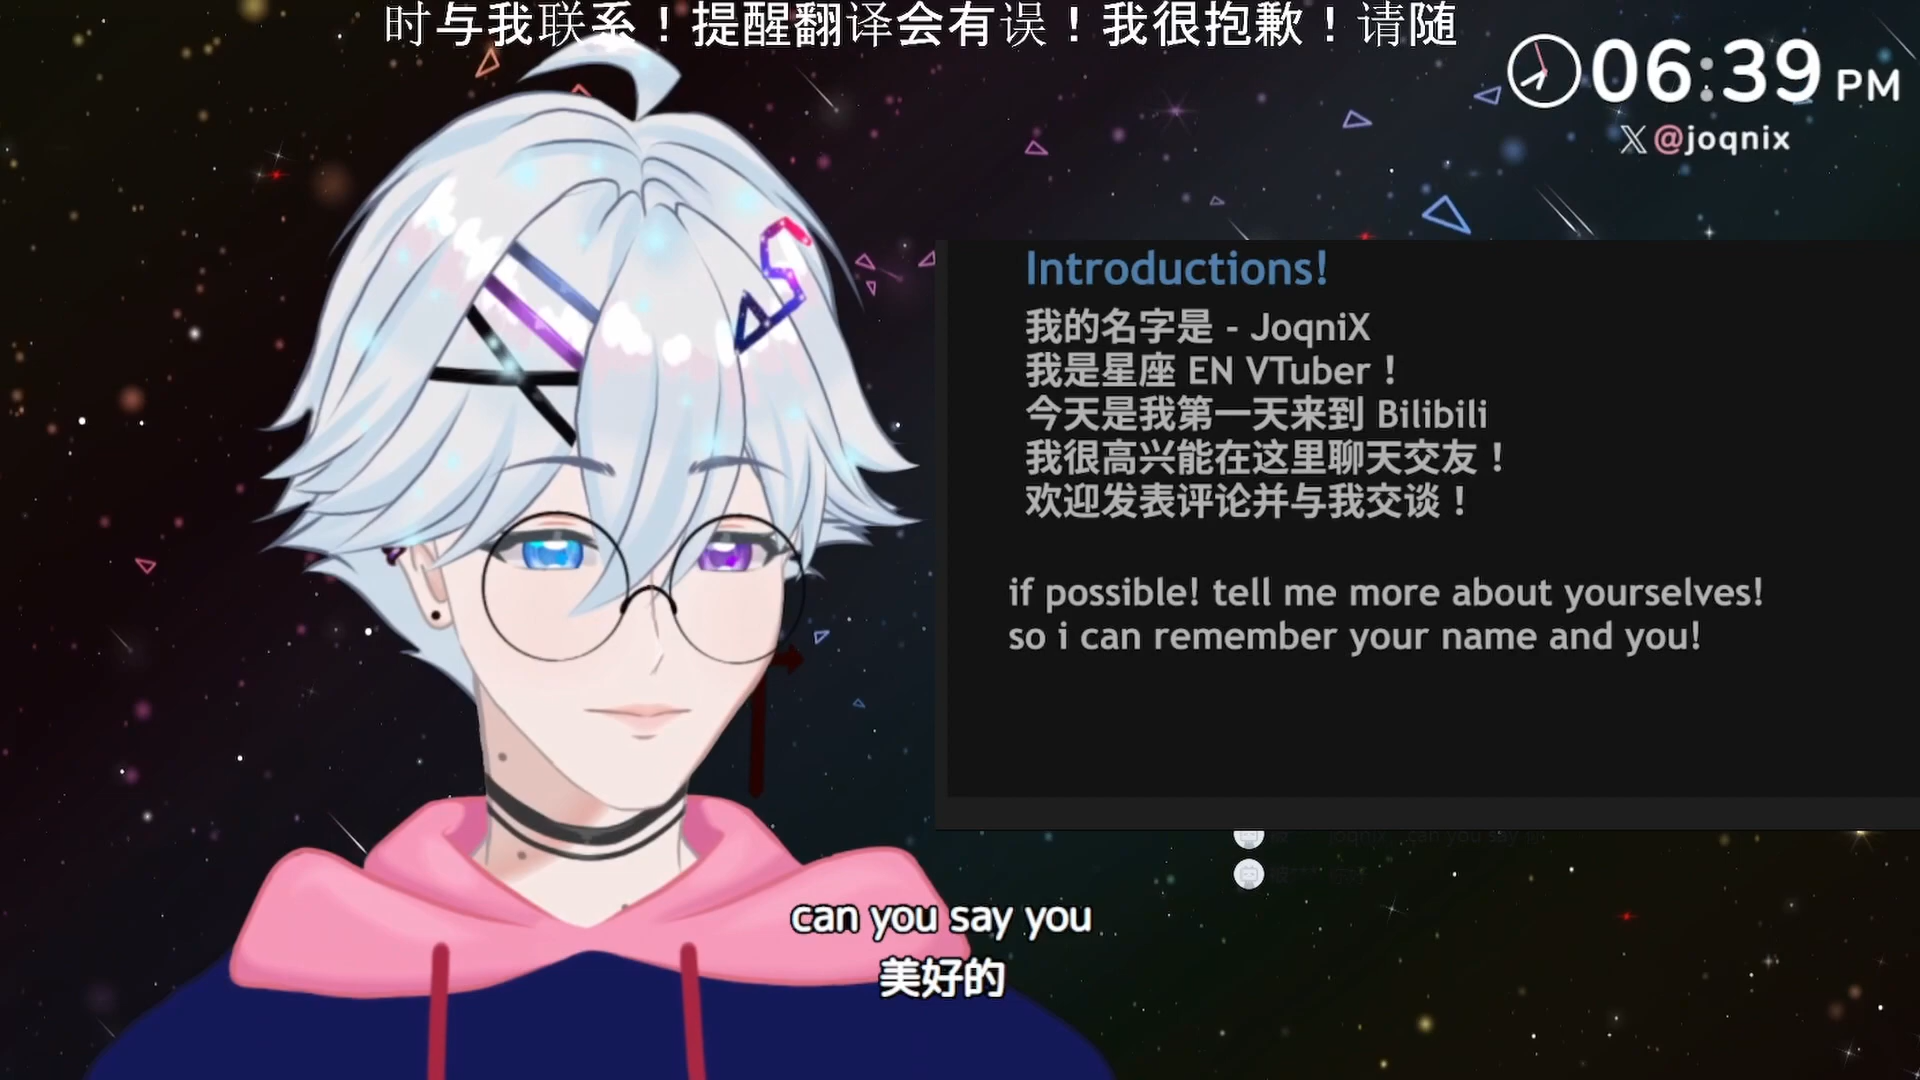 时与我联系！提醒翻译会有误！我很抱歉！请随
06:39 PM
@joqnix
Introductions!
我的名字是 - JoqniX
我是星座 EN VTuber！
今天是我第一天来到 Bilibili
我很高兴能在这里聊天交友！
欢迎发表评论并与我交谈！
if possible! tell me more about yourselves!
so i can remember your name and you!
joqnix, can you say
can you say you
美好的